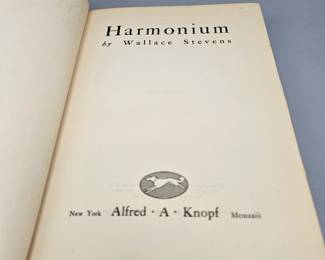 Harmonium
by Wallace Stevens
New York Alfred · A · Knopf Mcmxxiii